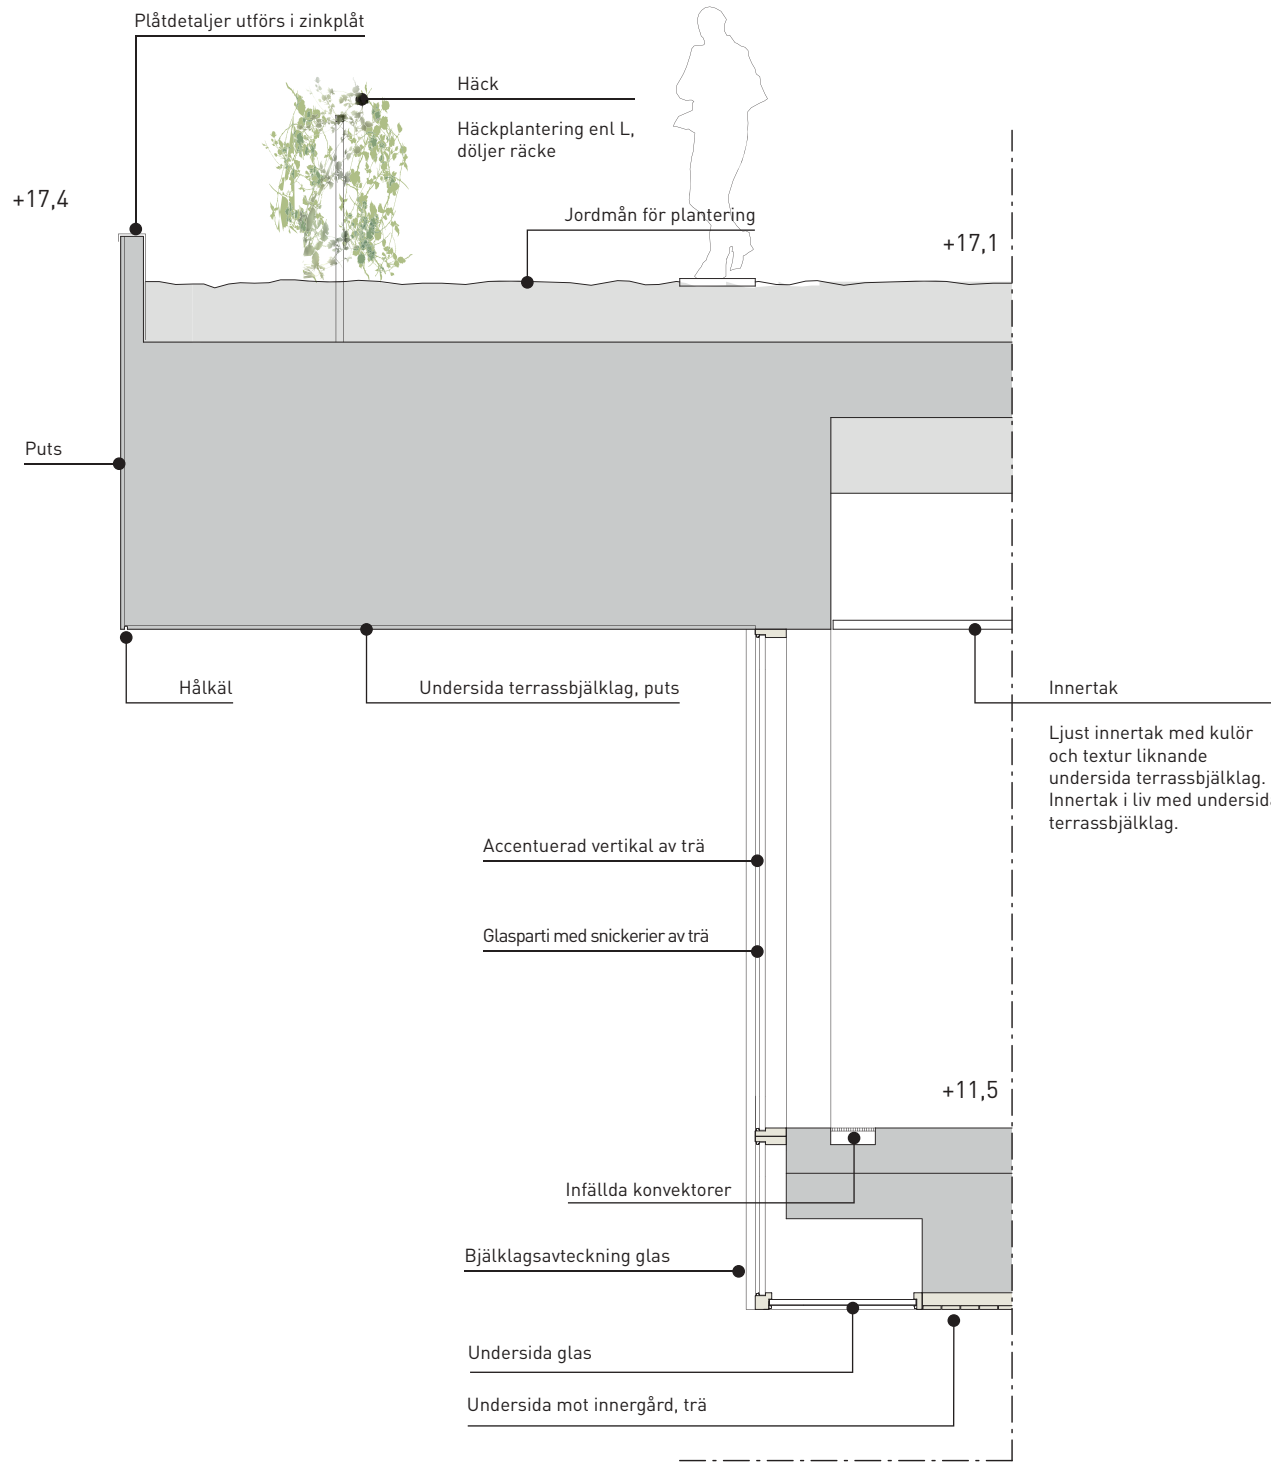 Plåtdetaljer utförs i zinkplåt
Häck
Häckplantering enl L,
döljer räcke
+17,4
Jordmån för plantering
+17,1
Puts
Hålkäl
Undersida terrassbjälklag, puts
Innertak
Ljust innertak med kulör
och textur liknande
undersida terrassbjälklag.
Innertak i liv med undersida
terrassbjälklag.
Accentuerad vertikal av trä
Glasparti med snickerier av trä
+11,5
Infällda konvektorer
Bjälklagsavteckning glas
Undersida glas
Undersida mot innergård, trä